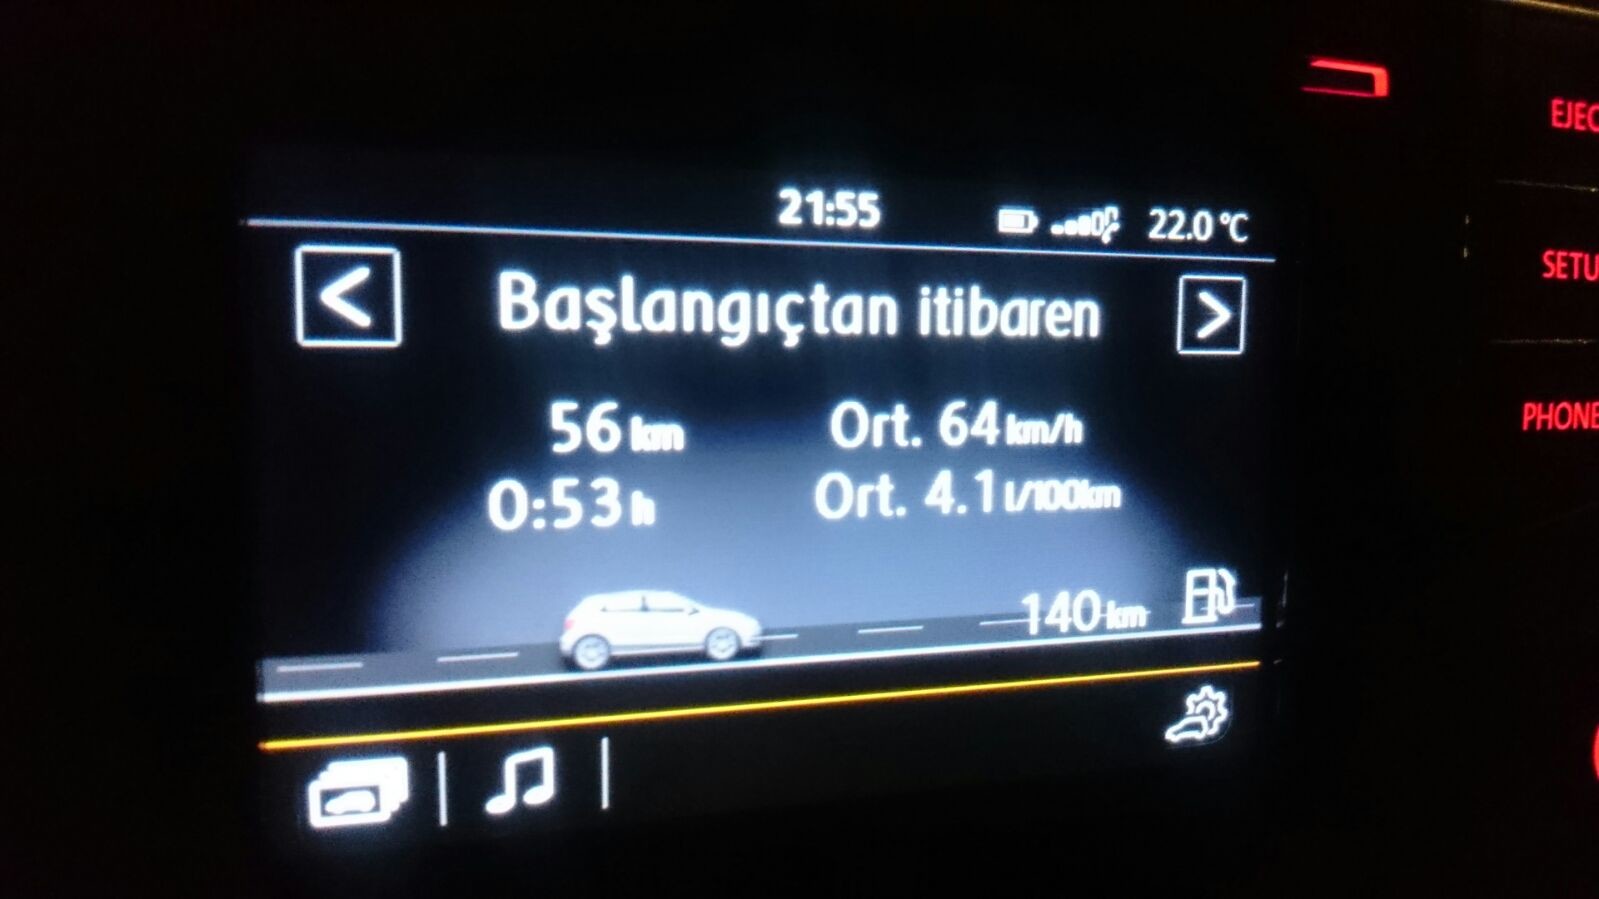 21:55 22.0 °C
Başlangıçtan itibaren
56 km Ort. 64 km/h
0:53 h Ort. 4.1 l/100km
140 km
EJEC
SETU
PHONE